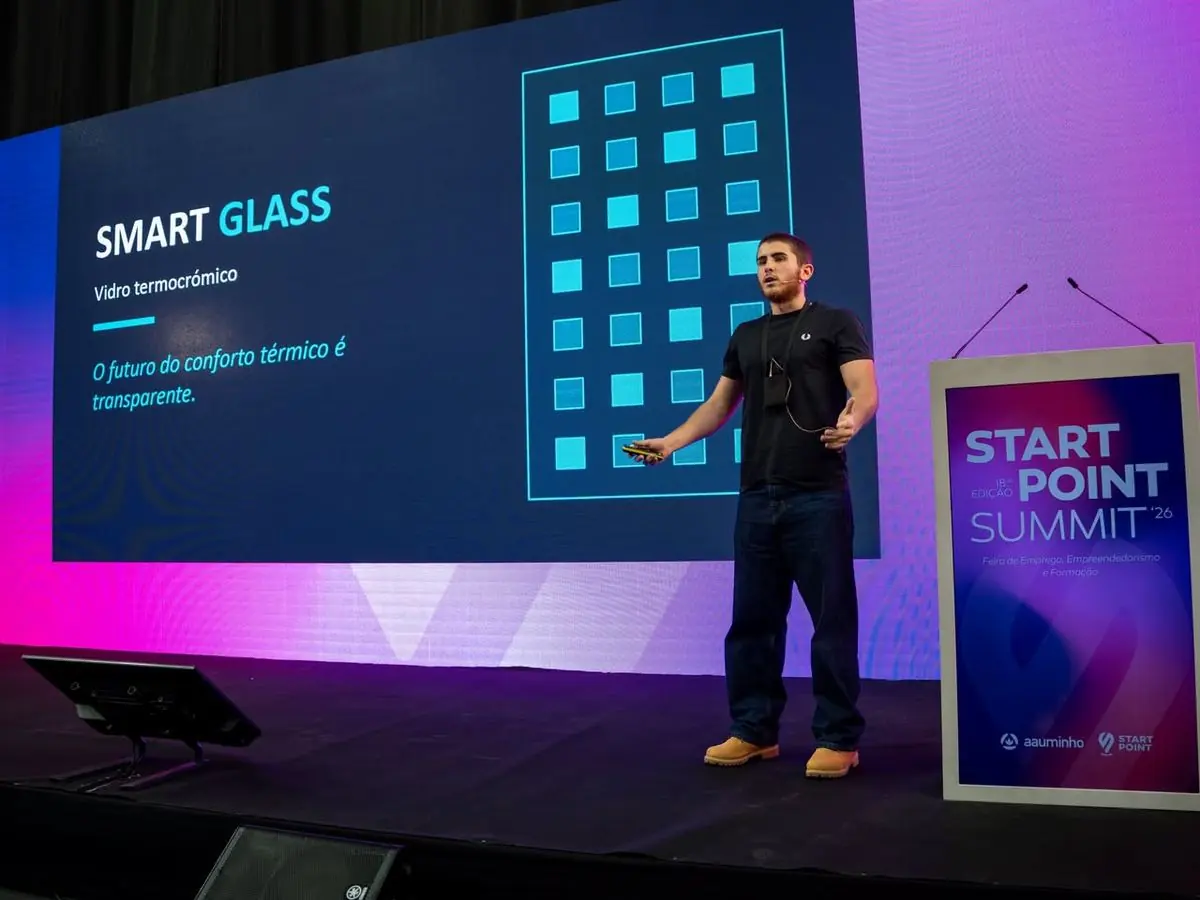 SMART GLASS
Vidro termocrómico
O futuro do conforto térmico é
transparente.
START
18.ª
EDIÇÃO POINT
SUMMIT '26
Feira de Emprego, Empreendedorismo
e Formação
aauminho
START
POINT